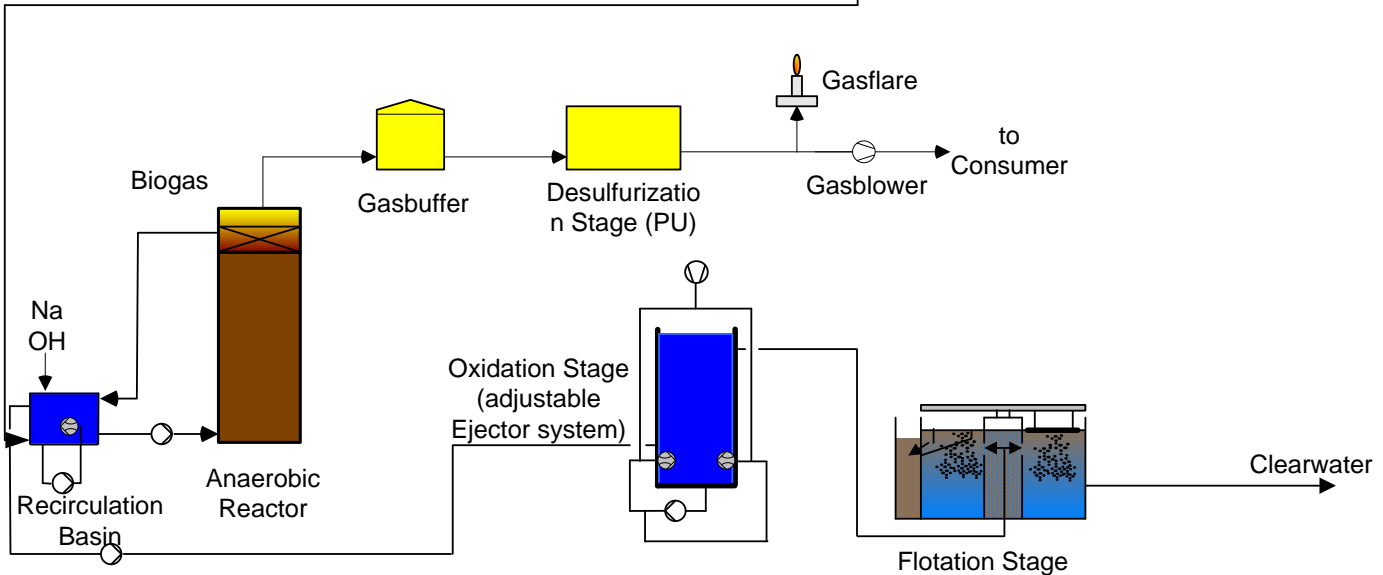 Gasflare
to
Consumer
Biogas
Gasbuffer
Desulfurizatio
n Stage (PU)
Gasblower
Na
OH
Oxidation Stage
(adjustable
Ejector system)
Anaerobic
Reactor
Recirculation
Basin
Clearwater
Flotation Stage